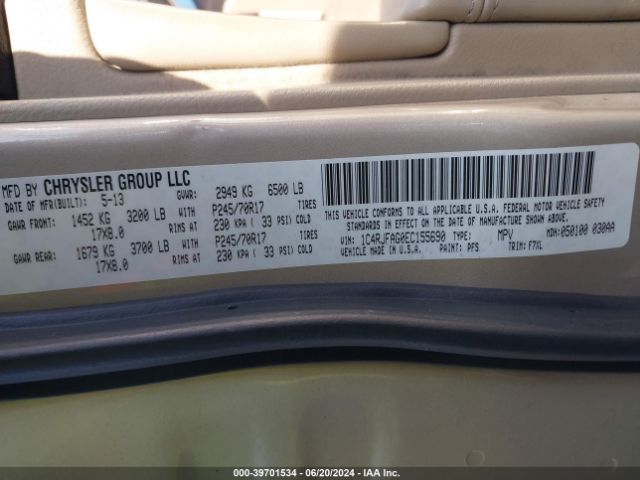 MFD BY CHRYSLER GROUP LLC
DATE OF MFR(BUILT): 5-13 GVWR: 2949 KG 6500 LB
GAWR FRONT: 1452 KG 3200 LB WITH P245/70R17 TIRES
17X8.0 RIMS AT 230 KPA ( 33 PSI) COLD
GAWR REAR: 1679 KG 3700 LB WITH P245/70R17 TIRES
17X8.0 RIMS AT 230 KPA ( 33 PSI) COLD
THIS VEHICLE CONFORMS TO ALL APPLICABLE U.S.A. FEDERAL MOTOR VEHICLE SAFETY
STANDARDS IN EFFECT ON THE DATE OF MANUFACTURE SHOWN ABOVE.
VIN: 1C4RJFAG0EC155690 TYPE: MPV MDH: 050100 030AA
VEHICLE MADE IN U.S.A. PAINT: PFS TRIM: F7XL
000-39701534 / 06/20/2024 / Copyright IAA, LLC.